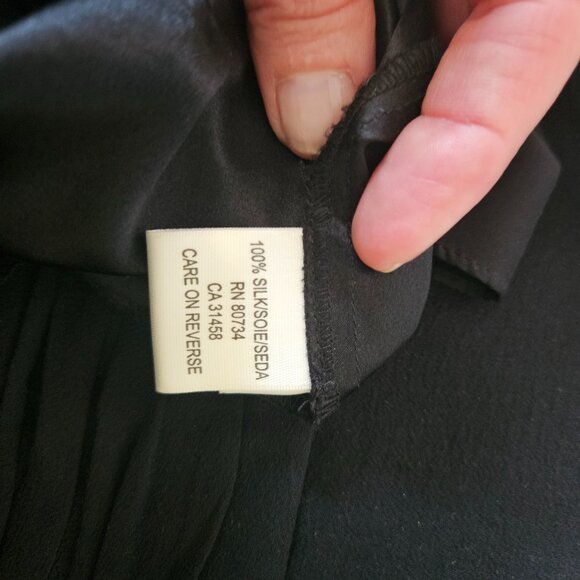 100% SILK/SOIE/SEDA
RN 80734
CA 31458
CARE ON REVERSE